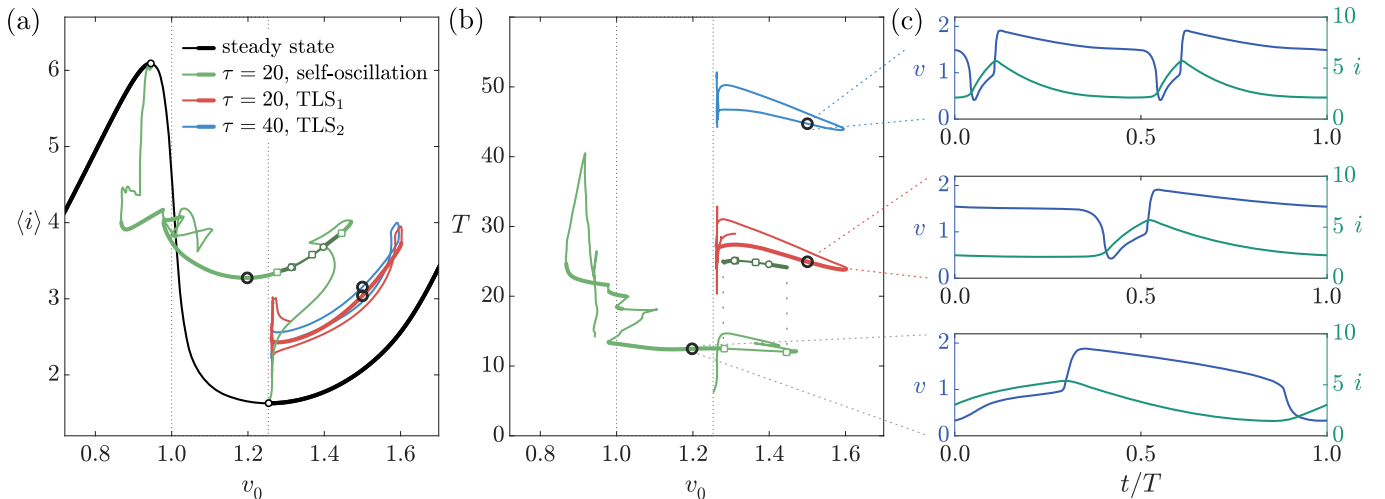 (a)
steady state
τ = 20, self-oscillation
τ = 20, TLS₁
τ = 40, TLS₂
⟨i⟩
6
5
4
3
2
0.8 1.0 1.2 1.4 1.6
v₀
(b)
T
50
40
30
20
10
0
0.8 1.0 1.2 1.4 1.6
v₀
(c)
2 10
v 1 5 i
0 0
0.0 0.5 1.0
2 10
v 1 5 i
0 0
0.0 0.5 1.0
2 10
v 1 5 i
0 0
0.0 0.5 1.0
t/T